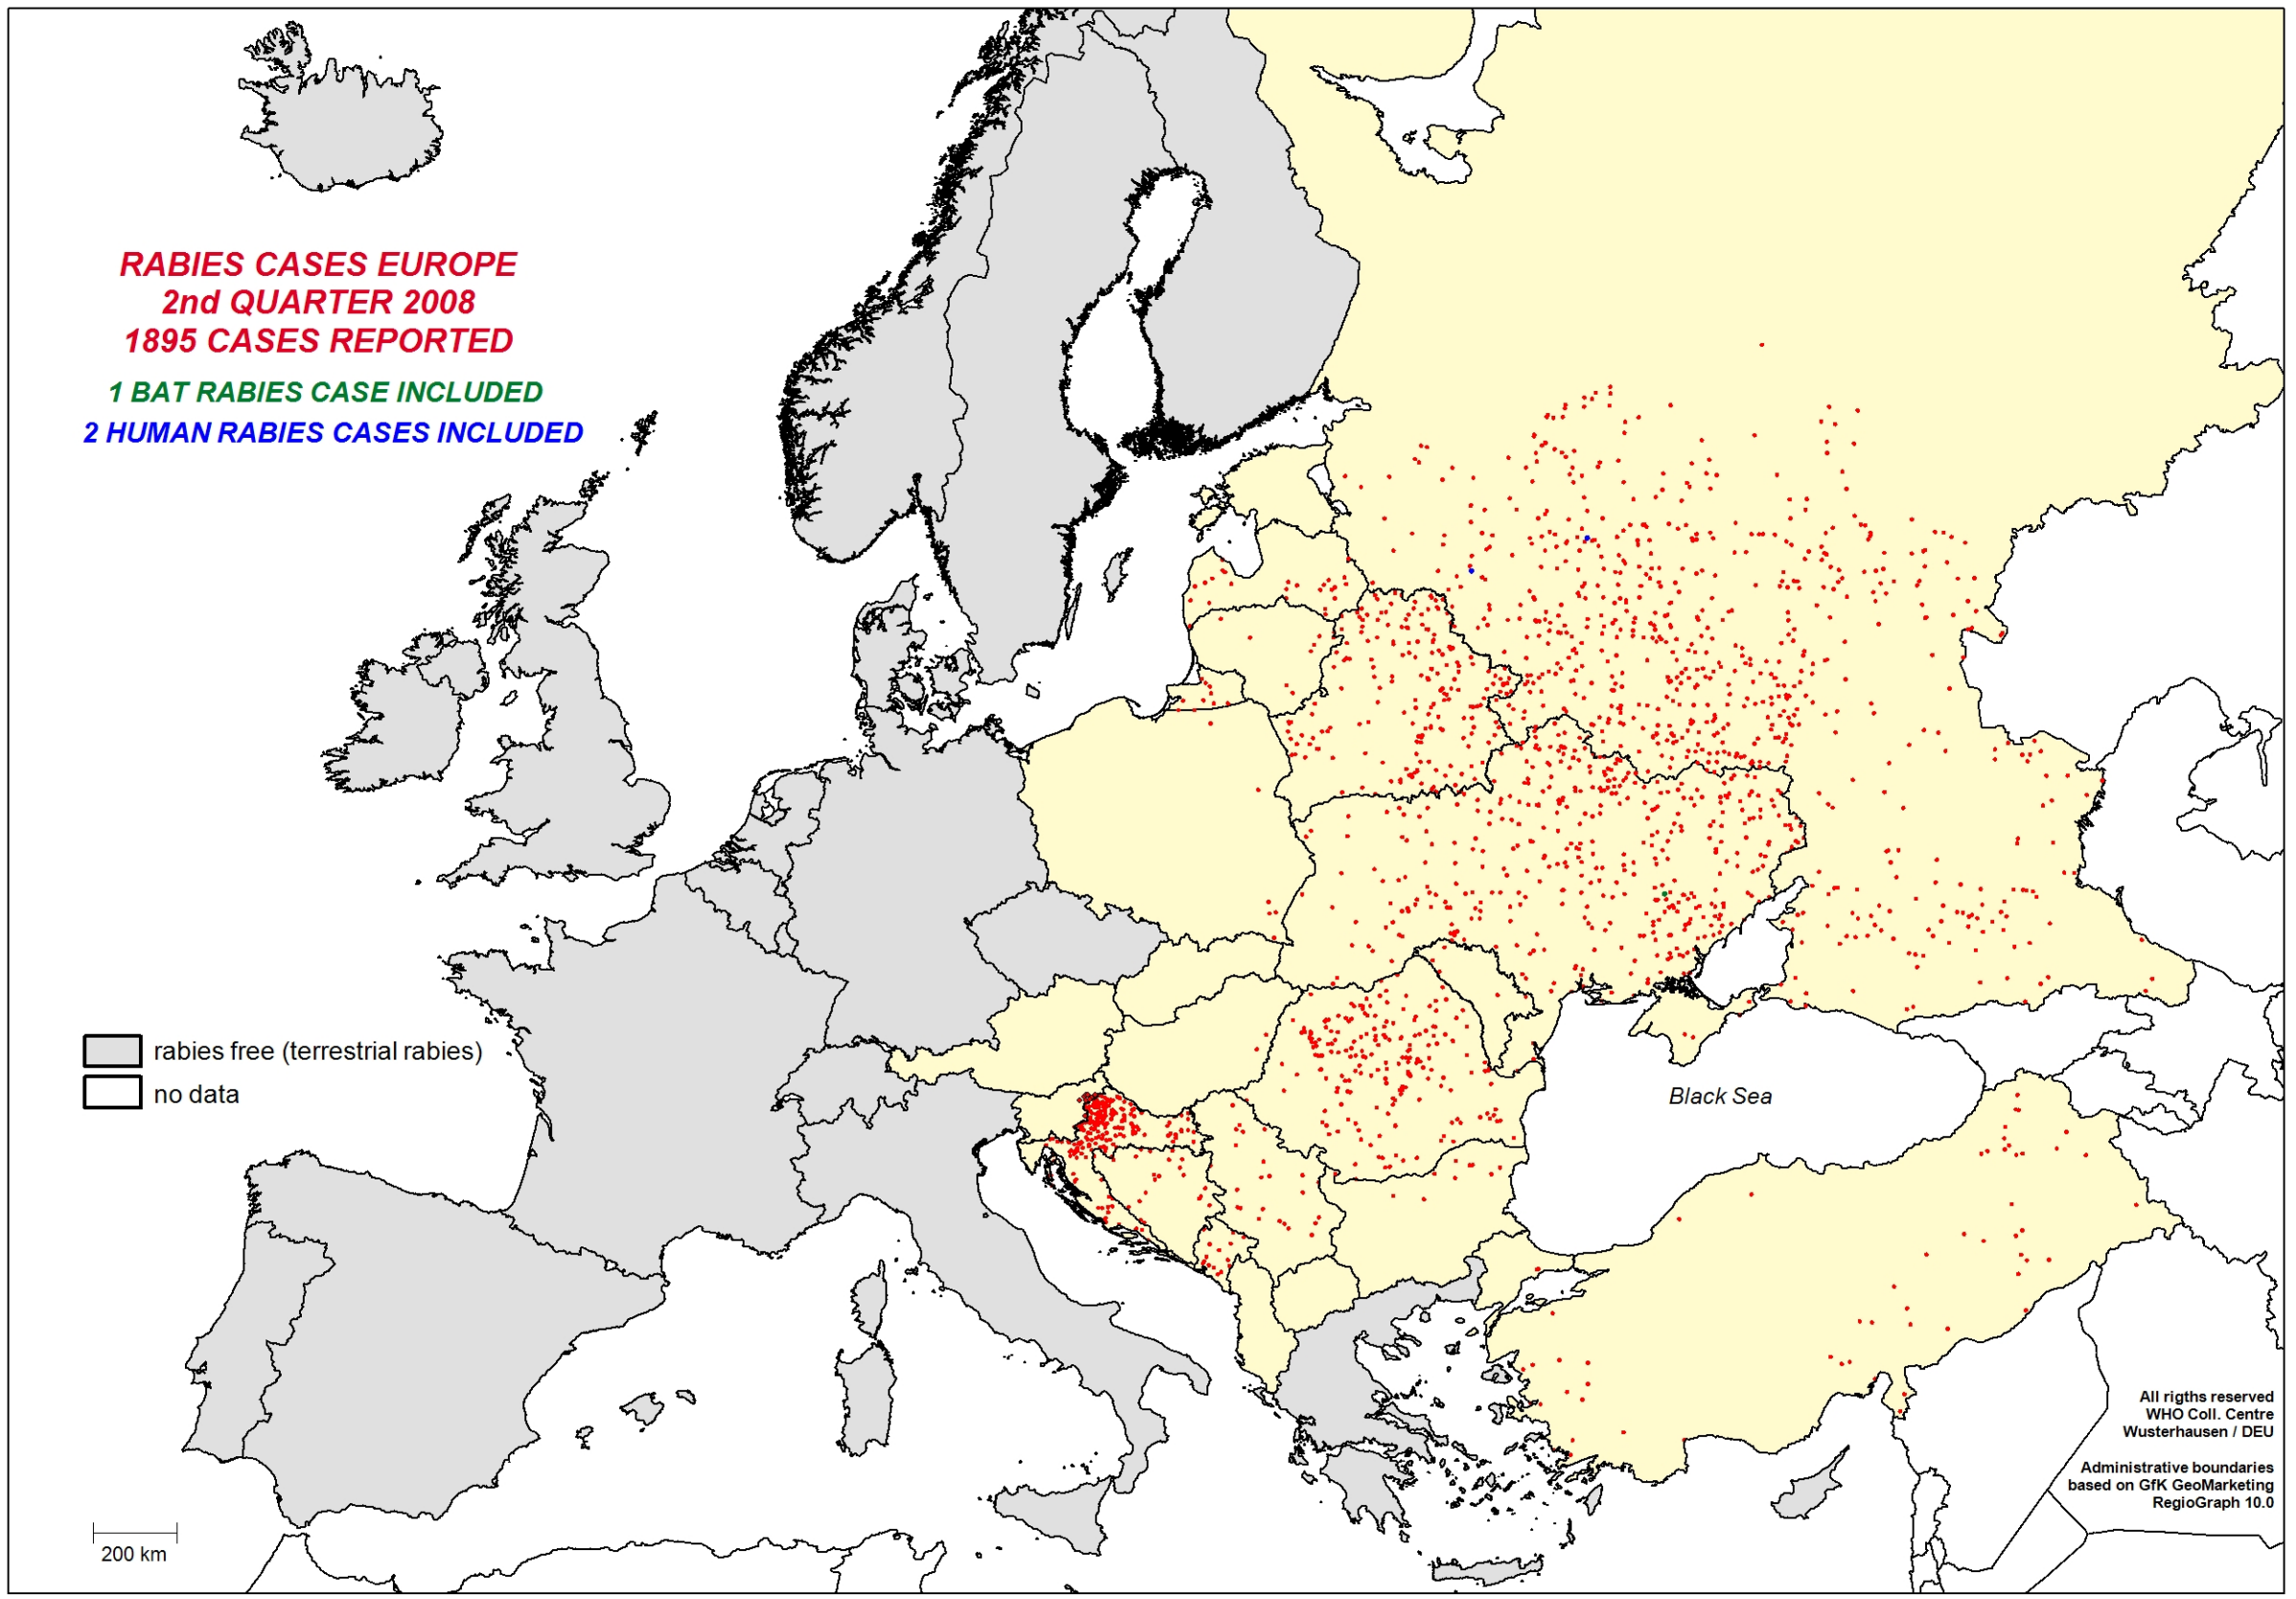 RABIES CASES EUROPE
2nd QUARTER 2008
1895 CASES REPORTED
1 BAT RABIES CASE INCLUDED
2 HUMAN RABIES CASES INCLUDED
rabies free (terrestrial rabies)
no data
Black Sea
200 km
All rigths reserved
WHO Coll. Centre
Wusterhausen / DEU
Administrative boundaries
based on GfK GeoMarketing
RegioGraph 10.0